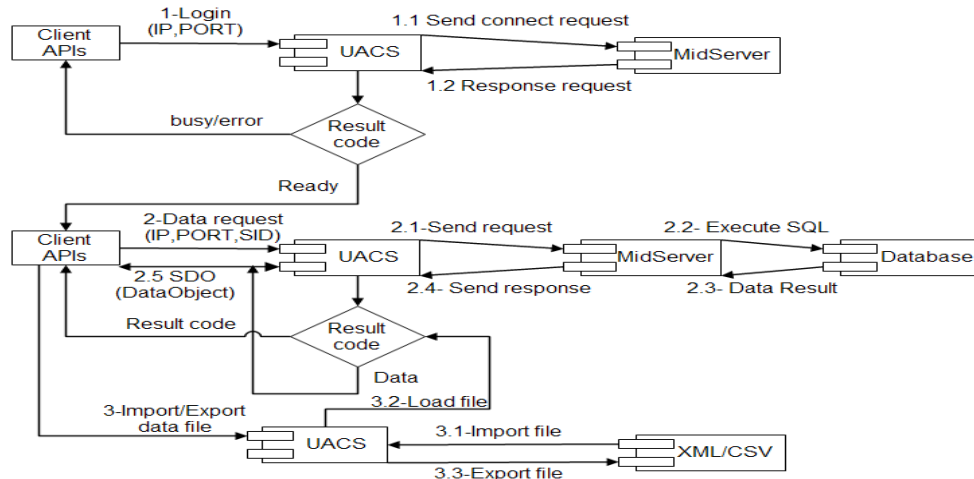 1-Login
(IP,PORT)
1.1 Send connect request
Client
APIs
UACS
MidServer
1.2 Response request
busy/error
Result
code
Ready
Client
APIs
2-Data request
(IP,PORT,SID)
2.1-Send request
2.2- Execute SQL
UACS
MidServer
Database
2.5 SDO
(DataObject)
2.4- Send response
2.3- Data Result
Result code
Result
code
Data
3.2-Load file
3-Import/Export
data file
UACS
3.1-Import file
XML/CSV
3.3-Export file